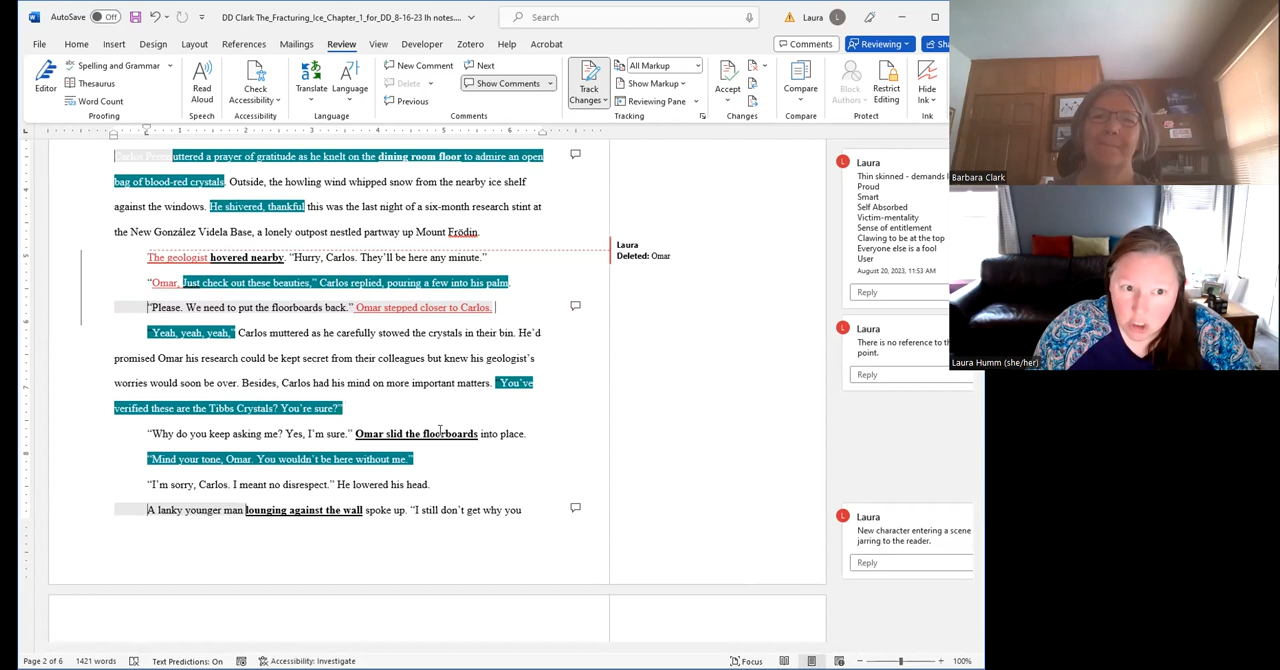 AutoSave Off DD Clark The_Fracturing_Ice_Chapter_1_for_DD_8-16-23 lh notes.... Search Laura L
File Home Insert Design Layout References Mailings Review View Developer Zotero Help Acrobat Comments Reviewing
Editor
Spelling and Grammar
Thesaurus
Word Count
Proofing
Read
Aloud
Speech
Check
Accessibility
Accessibility
Translate Language
Language
New Comment Next
Delete Show Comments
Previous
Comments
Track
Changes
All Markup
Show Markup
Reviewing Pane
Tracking
Accept
Changes
Compare
Compare
Block
Authors
Restrict
Editing
Protect
Hide
Ink
Ink
Carlos Perez uttered a prayer of gratitude as he knelt on the dining room floor to admire an open
bag of blood-red crystals. Outside, the howling wind whipped snow from the nearby ice shelf
against the windows. He shivered, thankful this was the last night of a six-month research stint at
the New González Videla Base, a lonely outpost nestled partway up Mount Frödin.
The geologist hovered nearby. “Hurry, Carlos. They’ll be here any minute.”
“Omar, Just check out these beauties,” Carlos replied, pouring a few into his palm.
“Please. We need to put the floorboards back.” Omar stepped closer to Carlos.
“Yeah, yeah, yeah,” Carlos muttered as he carefully stowed the crystals in their bin. He’d
promised Omar his research could be kept secret from their colleagues but knew his geologist’s
worries would soon be over. Besides, Carlos had his mind on more important matters. “You’ve
verified these are the Tibbs Crystals? You’re sure?”
“Why do you keep asking me? Yes, I’m sure.” Omar slid the floorboards into place.
“Mind your tone, Omar. You wouldn’t be here without me.”
“I’m sorry, Carlos. I meant no disrespect.” He lowered his head.
A lanky younger man lounging against the wall spoke up. “I still don’t get why you
Laura
Deleted: Omar
L Laura
Thin skinned - demands
Proud
Smart
Self Absorbed
Victim-mentality
Sense of entitlement
Clawing to be at the top
Everyone else is a fool
User
August 20, 2023, 11:53 AM
Reply
L Laura
There is no reference to the
point.
Reply
L Laura
New character entering a scene
jarring to the reader.
Reply
Barbara Clark
Laura Humm (she/her)
Page 2 of 6 1421 words Text Predictions: On Accessibility: Investigate Focus 100%